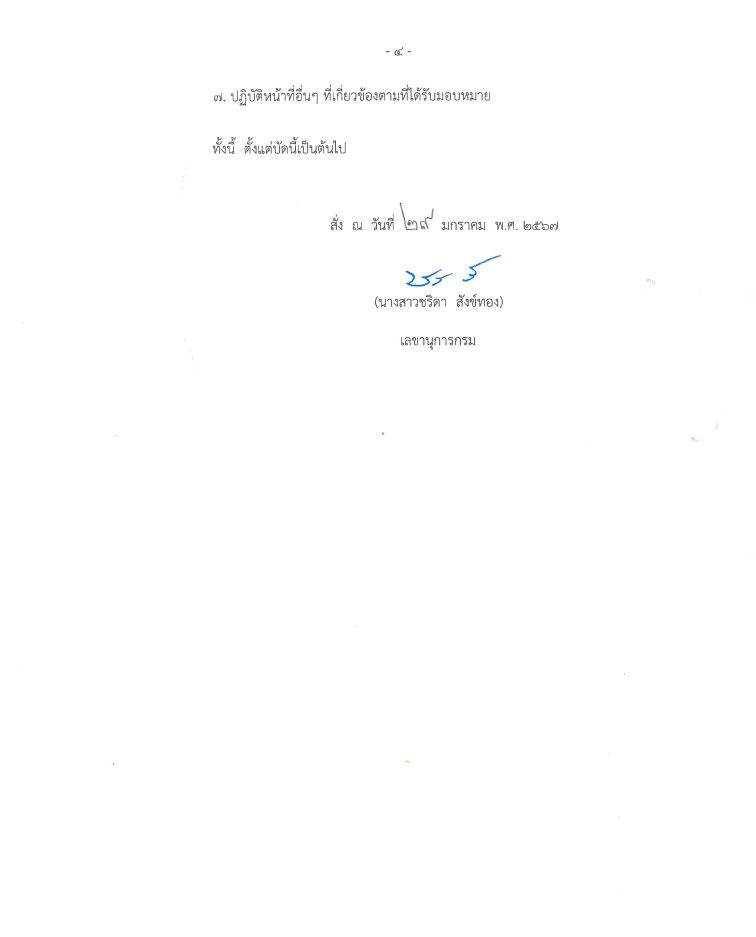 - ๔ -
๗. ปฏิบัติหน้าที่อื่นๆ ที่เกี่ยวข้องตามที่ได้รับมอบหมาย
ทั้งนี้ ตั้งแต่บัดนี้เป็นต้นไป
สั่ง ณ วันที่ ๒๙ มกราคม พ.ศ. ๒๕๖๗
(นางสาวชริดา สังข์ทอง)
เลขานุการกรม